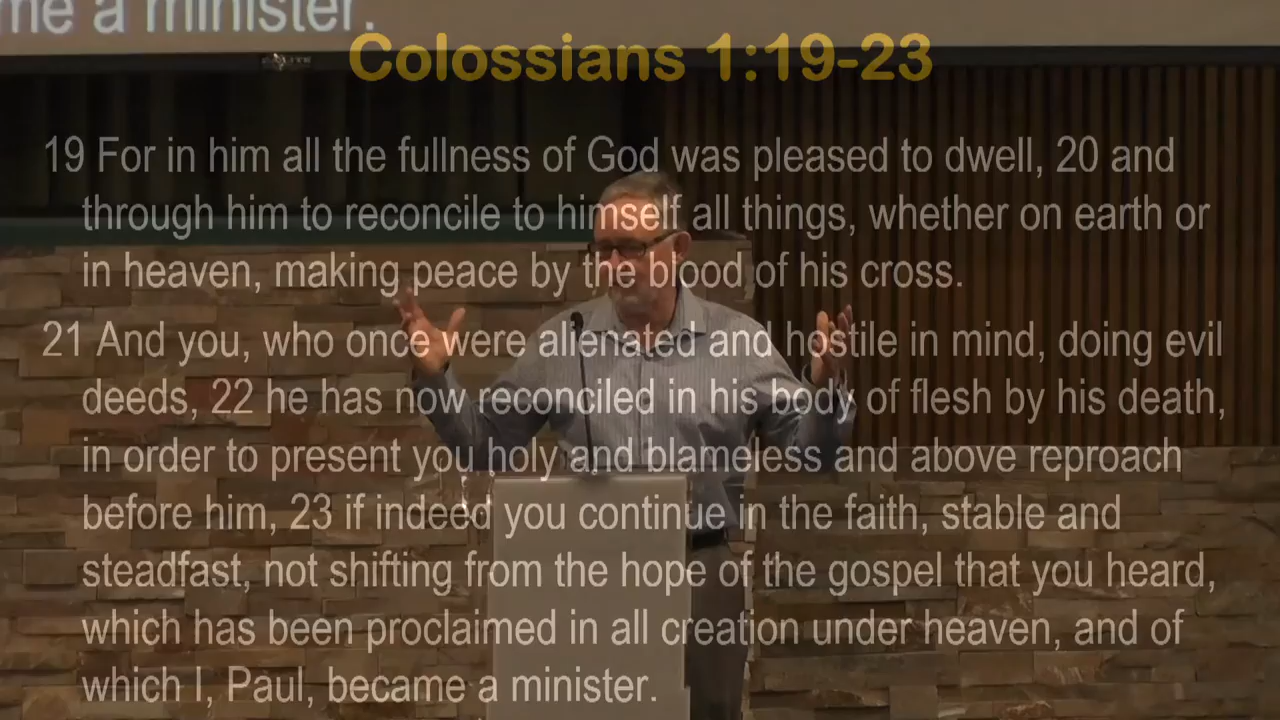 me a minister.
Colossians 1:19-23
19 For in him all the fullness of God was pleased to dwell, 20 and
through him to reconcile to himself all things, whether on earth or
in heaven, making peace by the blood of his cross.
21 And you, who once were alienated and hostile in mind, doing evil
deeds, 22 he has now reconciled in his body of flesh by his death,
in order to present you holy and blameless and above reproach
before him, 23 if indeed you continue in the faith, stable and
steadfast, not shifting from the hope of the gospel that you heard,
which has been proclaimed in all creation under heaven, and of
which I, Paul, became a minister.